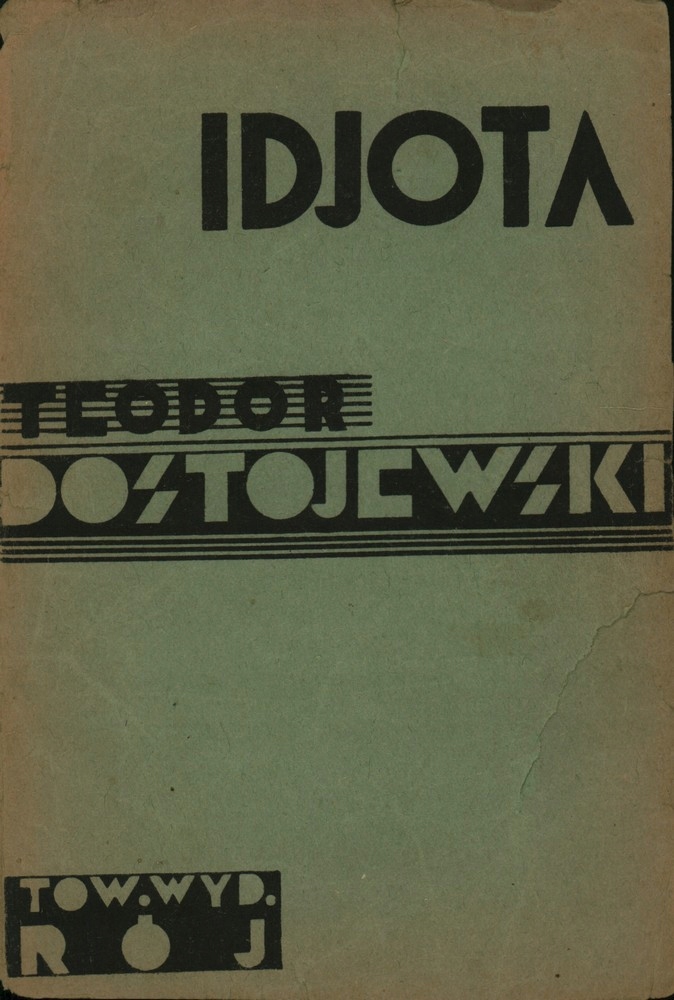 IDJOTA
TEODOR
DOSTOJEWSKI
TOW. WYD.
RÓJ